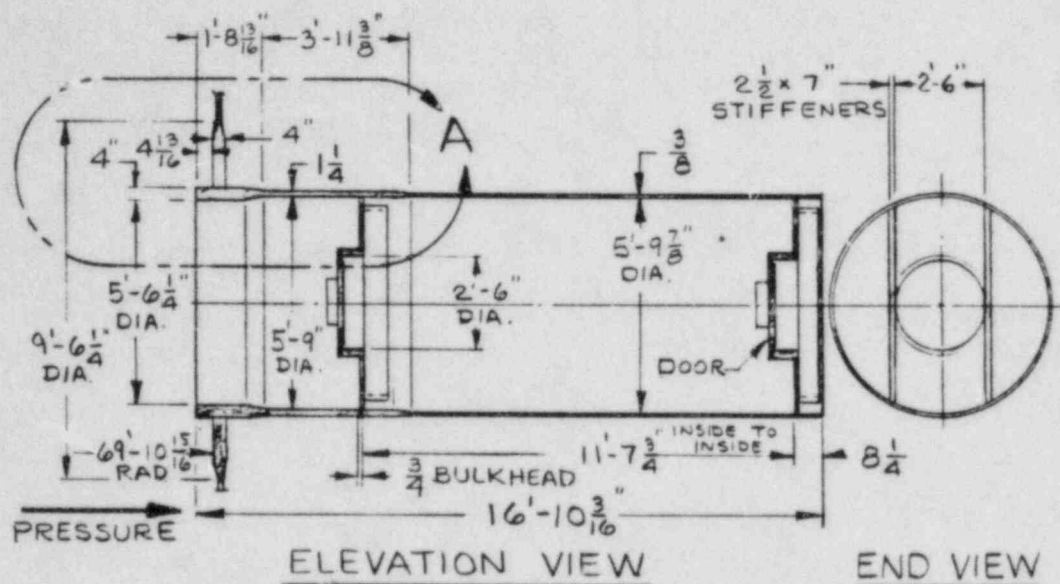 1'-8 13/16" 3'-11 3/8"
2 1/2 x 7" 2'-6"
STIFFENERS
4" 4 13/16 4" 1 1/4 A 3/8
5'-6 1/4"
DIA.
9'-6 1/4"
DIA.
5'-9"
DIA.
2'-6"
DIA.
5'-9 7/8"
DIA.
DOOR
69'-10 15/16"
RAD
3/4 BULKHEAD
11'-7 3/4" INSIDE TO
INSIDE
8 1/4
16'-10 3/16"
PRESSURE
ELEVATION VIEW
END VIEW